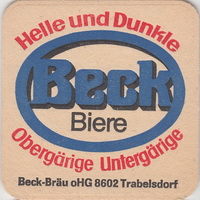 Helle und Dunkle
Beck
Biere
Obergärige Untergärige
Beck-Bräu oHG 8602 Trabelsdorf